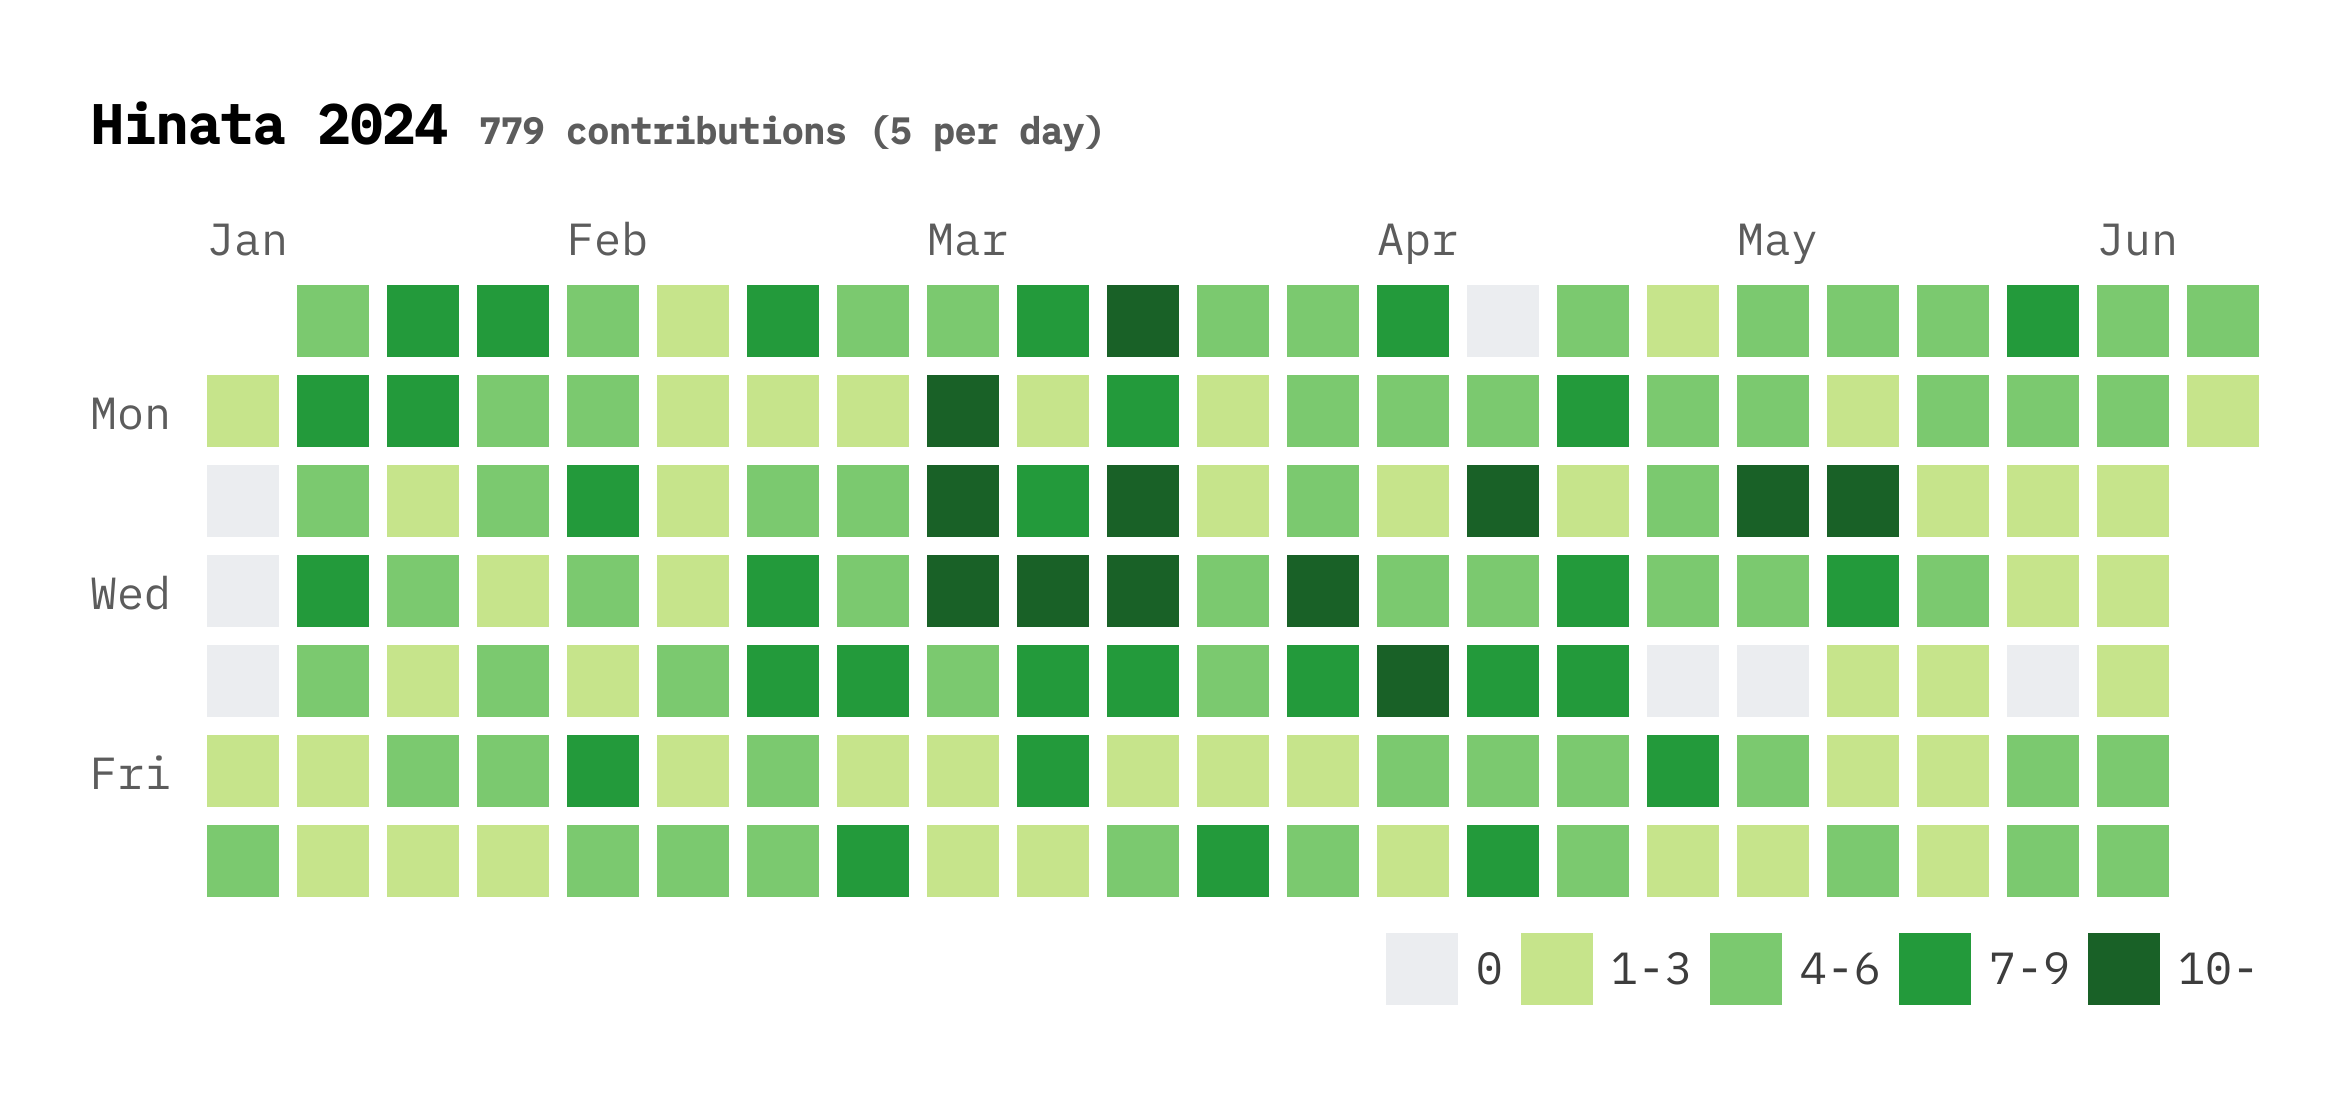 Hinata 2024 779 contributions (5 per day)
Jan Feb Mar Apr May Jun
Mon
Wed
Fri
0 1-3 4-6 7-9 10-